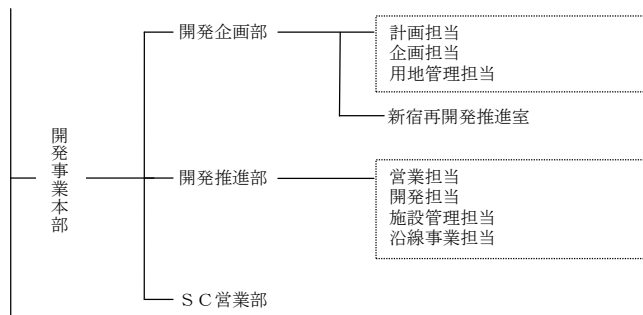 開発企画部
計画担当
企画担当
用地管理担当
新宿再開発推進室
開発事業本部
開発推進部
営業担当
開発担当
施設管理担当
沿線事業担当
ＳＣ営業部